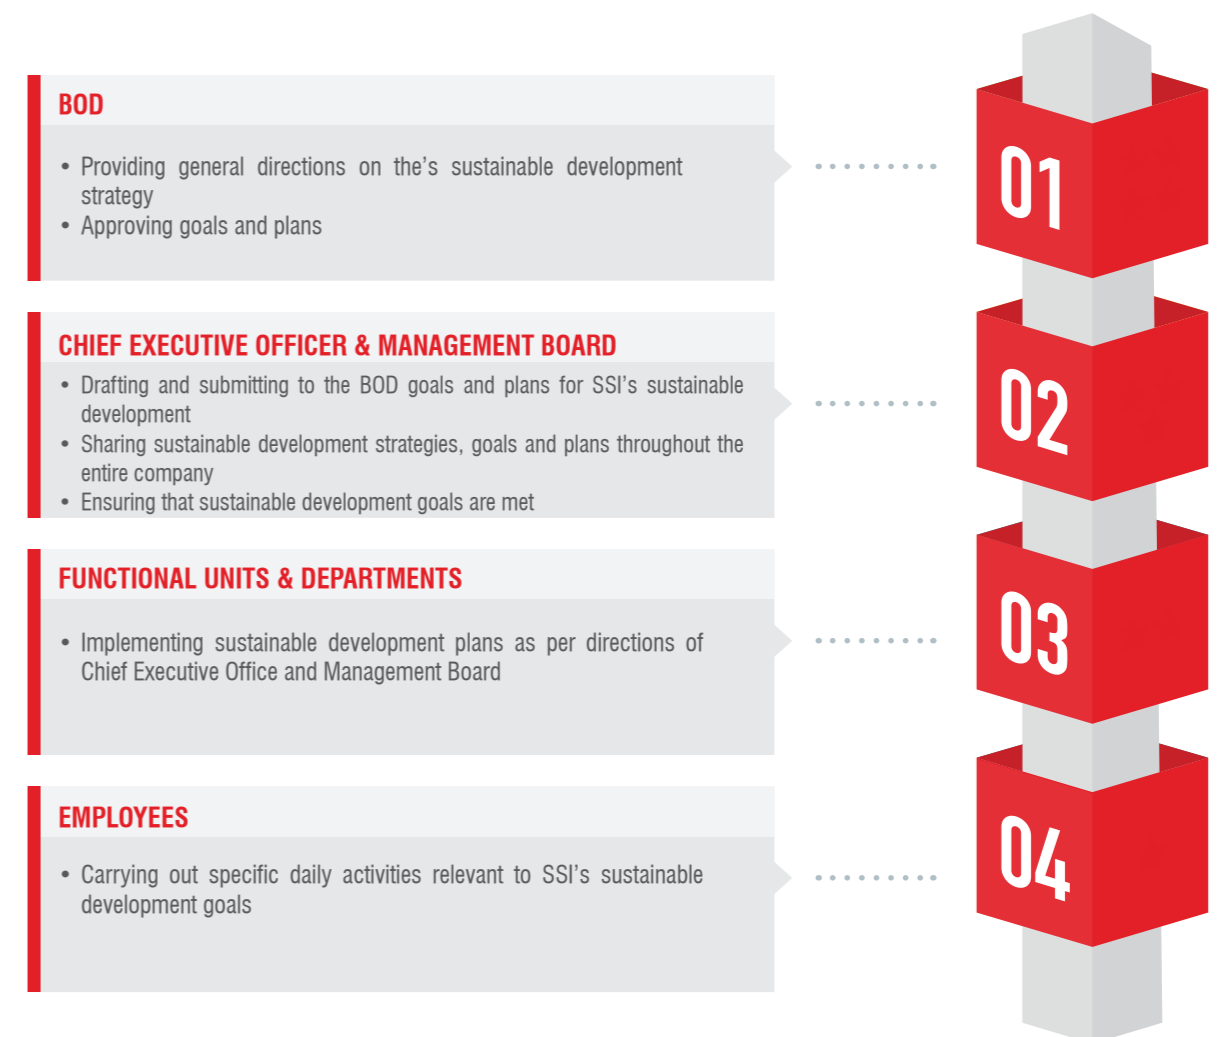 BOD
• Providing general directions on the's sustainable development
strategy
• Approving goals and plans
01
CHIEF EXECUTIVE OFFICER & MANAGEMENT BOARD
• Drafting and submitting to the BOD goals and plans for SSI's sustainable
development
• Sharing sustainable development strategies, goals and plans throughout the
entire company
• Ensuring that sustainable development goals are met
02
FUNCTIONAL UNITS & DEPARTMENTS
• Implementing sustainable development plans as per directions of
Chief Executive Office and Management Board
03
EMPLOYEES
• Carrying out specific daily activities relevant to SSI's sustainable
development goals
04